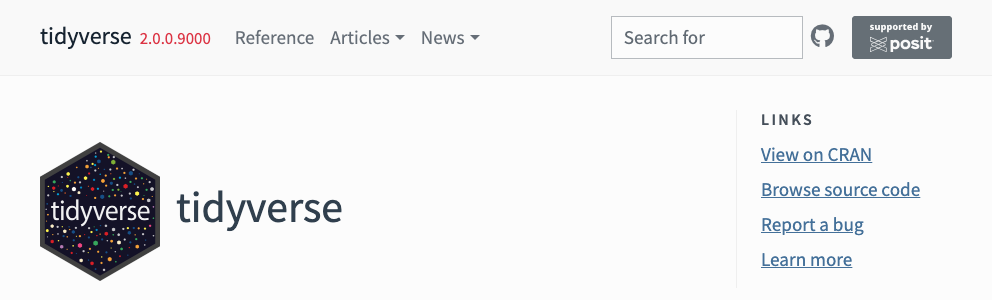 tidyverse 2.0.0.9000 Reference Articles News Search for supported by posit
LINKS
View on CRAN
Browse source code
Report a bug
Learn more
tidyverse tidyverse